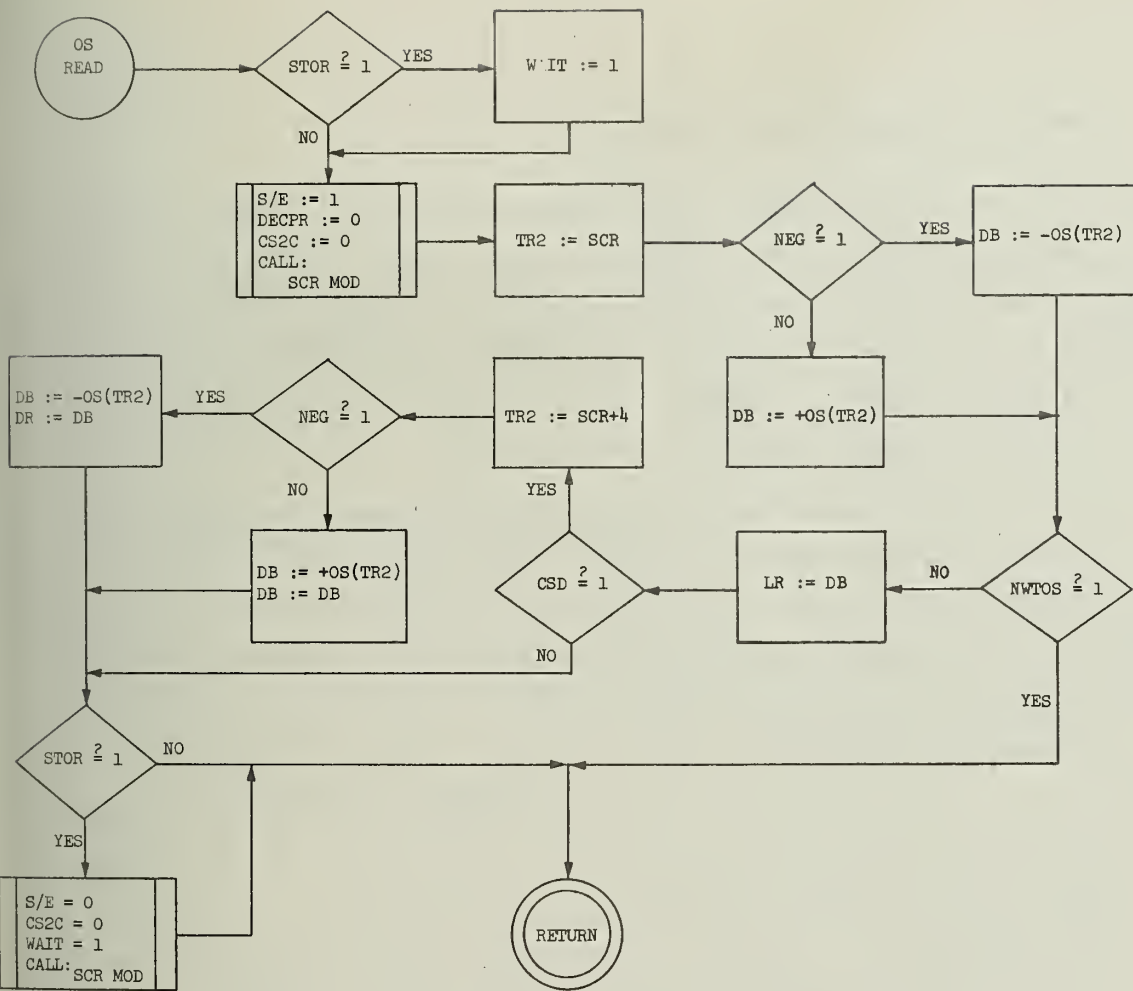 OS
READ
STOR ≟ 1
YES
NO
W IT := 1
S/E := 1
DECPR := 0
CS2C := 0
CALL:
SCR MOD
TR2 := SCR
NEG ≟ 1
YES
NO
DB := -OS(TR2)
DB := +OS(TR2)
NWTOS ≟ 1
NO
YES
LR := DB
CSD ≟ 1
YES
NO
TR2 := SCR+4
NEG ≟ 1
YES
NO
DB := -OS(TR2)
DR := DB
DB := +OS(TR2)
DB := DB
STOR ≟ 1
NO
YES
S/E = 0
CS2C = 0
WAIT = 1
CALL:
SCR MOD
RETURN